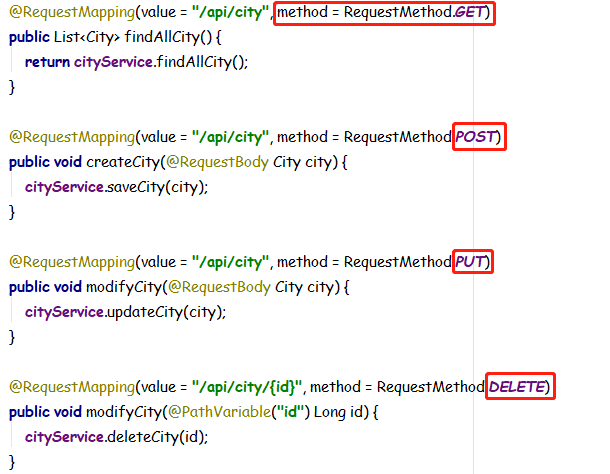 @RequestMapping(value = "/api/city", method = RequestMethod.GET)
public List<City> findAllCity() {
return cityService.findAllCity();
}
@RequestMapping(value = "/api/city", method = RequestMethod.POST)
public void createCity(@RequestBody City city) {
cityService.saveCity(city);
}
@RequestMapping(value = "/api/city", method = RequestMethod.PUT)
public void modifyCity(@RequestBody City city) {
cityService.updateCity(city);
}
@RequestMapping(value = "/api/city/{id}", method = RequestMethod.DELETE)
public void modifyCity(@PathVariable("id") Long id) {
cityService.deleteCity(id);
}